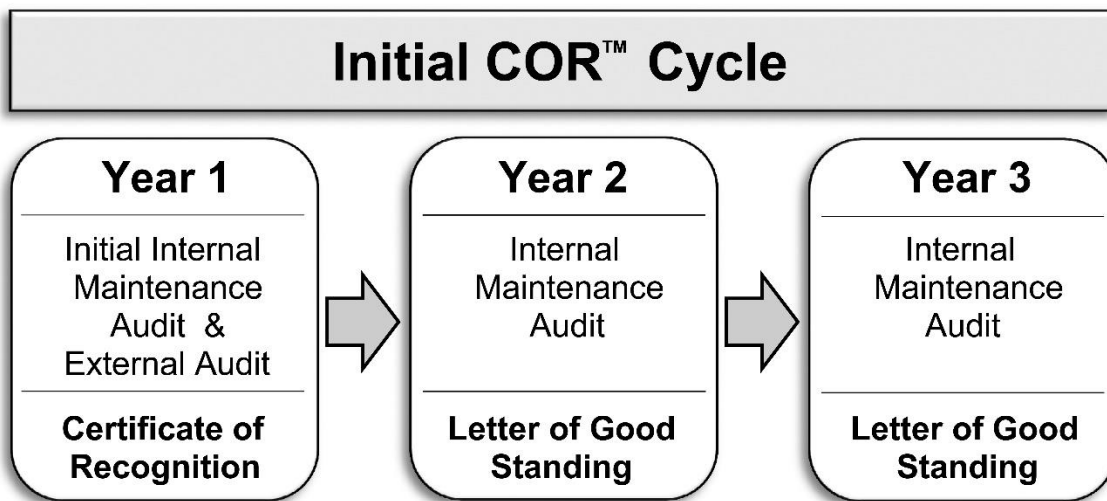 Initial COR™ Cycle
Year 1
Initial Internal
Maintenance
Audit &
External Audit
Certificate of
Recognition
Year 2
Internal
Maintenance
Audit
Letter of Good
Standing
Year 3
Internal
Maintenance
Audit
Letter of Good
Standing